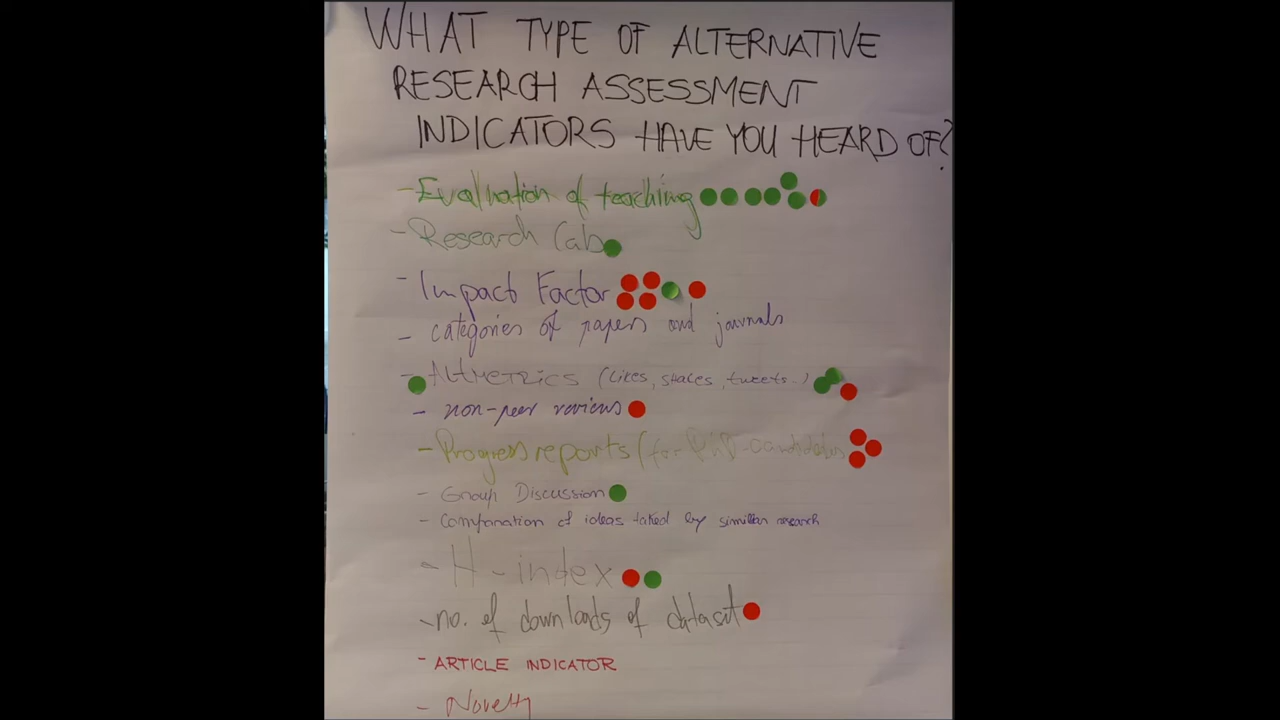 WHAT TYPE OF ALTERNATIVE
RESEARCH ASSESSMENT
INDICATORS HAVE YOU HEARD OF?
- Evaluation of teaching
- Research Lab
- Impact Factor
- categories of papers and journals
- ALTMETRICS (likes, shares, tweets..)
- non-peer reviews
- Progress reports (for PhD-candidates
- Group Discussion
- Comparation of ideas taked by similar research
- H-index
- no. of downloads of dataset
- ARTICLE INDICATOR
- Novelty